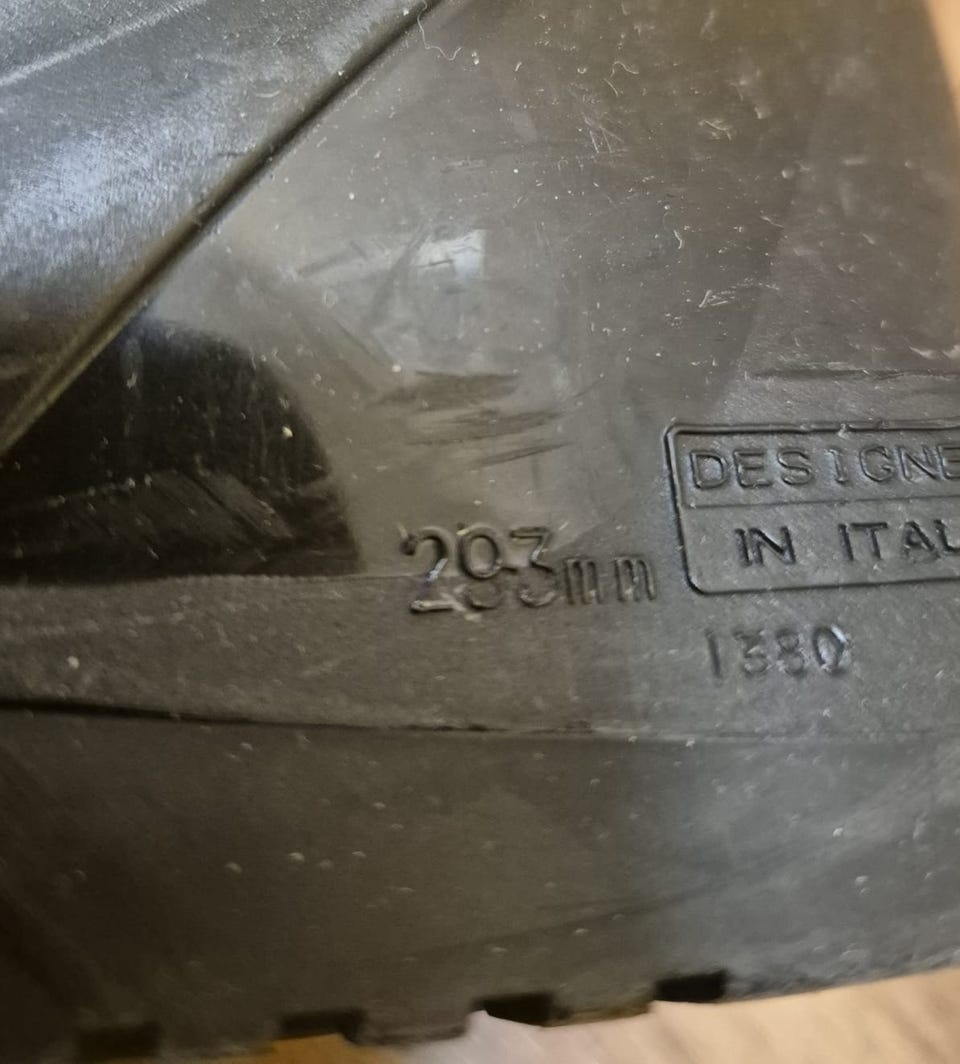 DESIGNE
IN ITAL
293mm
1380